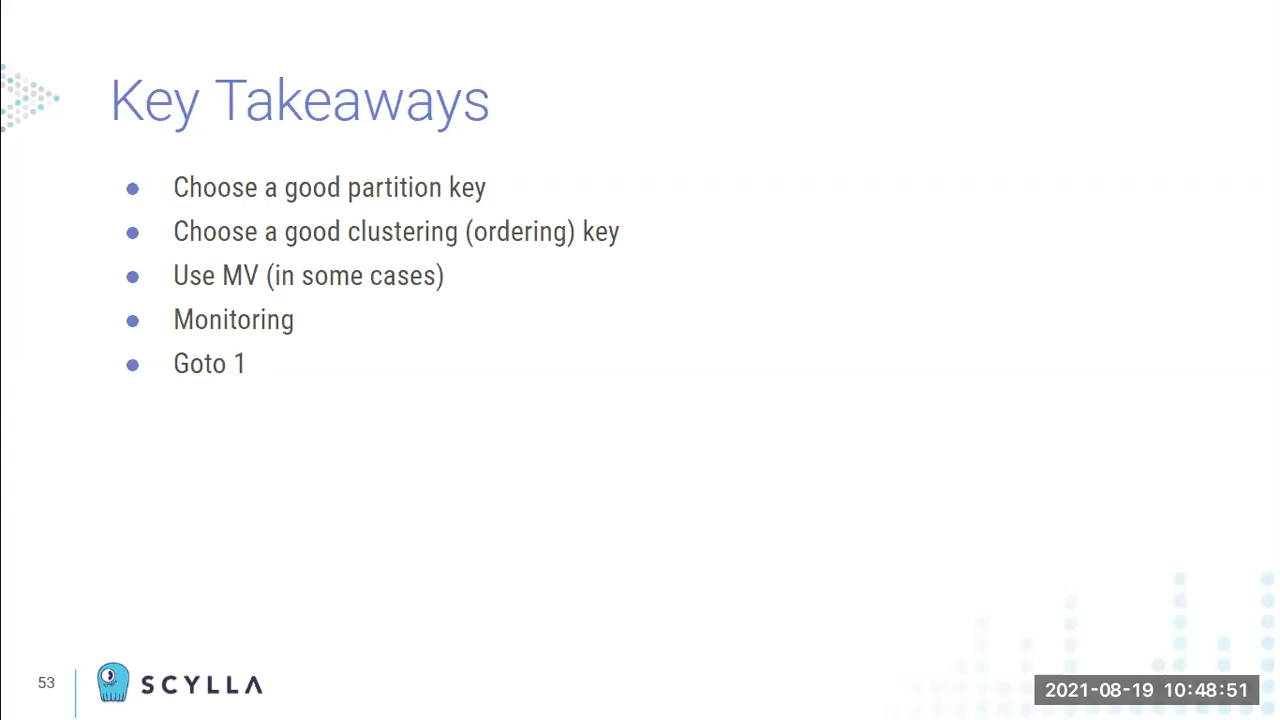 Key Takeaways
Choose a good partition key
Choose a good clustering (ordering) key
Use MV (in some cases)
Monitoring
Goto 1
53
SCYLLA
2021-08-19 10:48:51